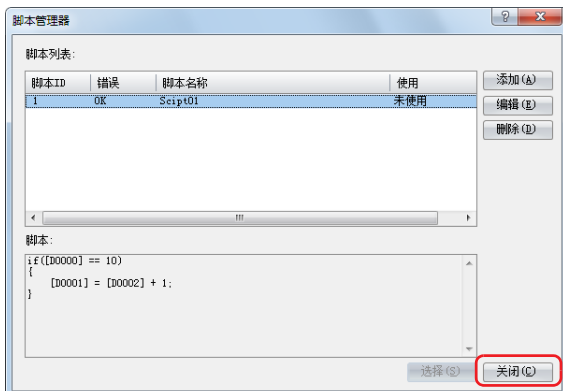 脚本管理器
脚本列表:
脚本ID 错误 脚本名称 使用
1 OK Script01 未使用
添加(A)
编辑(E)
删除(D)
脚本:
if([D0000] == 10)
{
[D0001] = [D0002] + 1;
}
选择(S) 关闭(C)